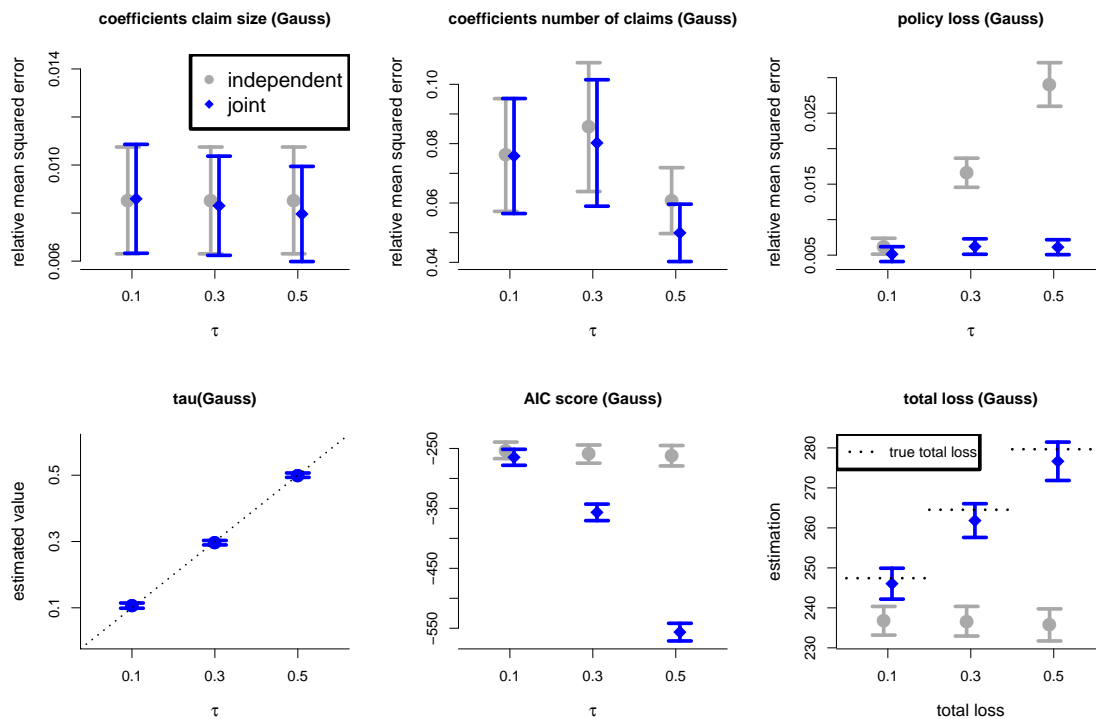 coefficients claim size (Gauss)
relative mean squared error
0.006
0.010
0.014
independent
joint
0.1
0.3
0.5
τ
coefficients number of claims (Gauss)
relative mean squared error
0.04
0.06
0.08
0.10
0.1
0.3
0.5
τ
policy loss (Gauss)
relative mean squared error
0.005
0.015
0.025
0.1
0.3
0.5
τ
tau(Gauss)
estimated value
0.1
0.3
0.5
0.1
0.3
0.5
τ
AIC score (Gauss)
−550
−450
−350
−250
0.1
0.3
0.5
τ
total loss (Gauss)
estimation
230
240
250
260
270
280
true total loss
0.1
0.3
0.5
total loss